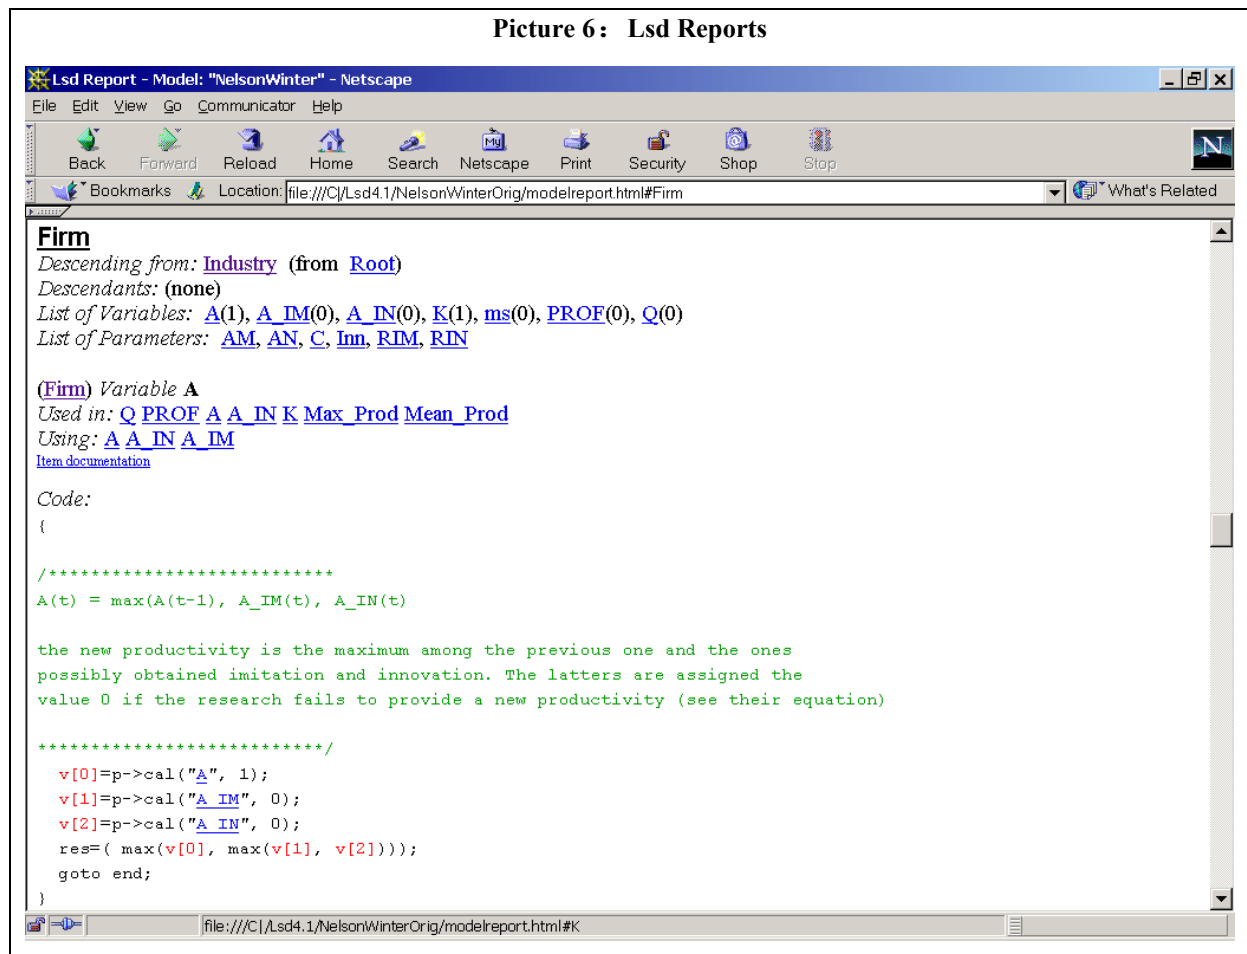 Picture 6: Lsd Reports
Lsd Report - Model: "NelsonWinter" - Netscape
File Edit View Go Communicator Help
My
N
Back Forward Reload Home Search Netscape Print Security Shop Stop
Bookmarks Location: file:///C|/Lsd4.1/NelsonWinterOrig/modelreport.html#Firm What's Related
Firm
Descending from: Industry (from Root)
Descendants: (none)
List of Variables: A(1), A_IM(0), A_IN(0), K(1), ms(0), PROF(0), Q(0)
List of Parameters: AM, AN, C, Inn, RIM, RIN
(Firm) Variable A
Used in: Q PROF A A_IN K Max_Prod Mean_Prod
Using: A A_IN A_IM
Item documentation
Code:
{
/***************************
A(t) = max(A(t-1), A_IM(t), A_IN(t)
the new productivity is the maximum among the previous one and the ones
possibly obtained imitation and innovation. The latters are assigned the
value 0 if the research fails to provide a new productivity (see their equation)
***************************/
v[0]=p->cal("A", 1);
v[1]=p->cal("A_IM", 0);
v[2]=p->cal("A_IN", 0);
res=( max(v[0], max(v[1], v[2])));
goto end;
}
file:///C|/Lsd4.1/NelsonWinterOrig/modelreport.html#K